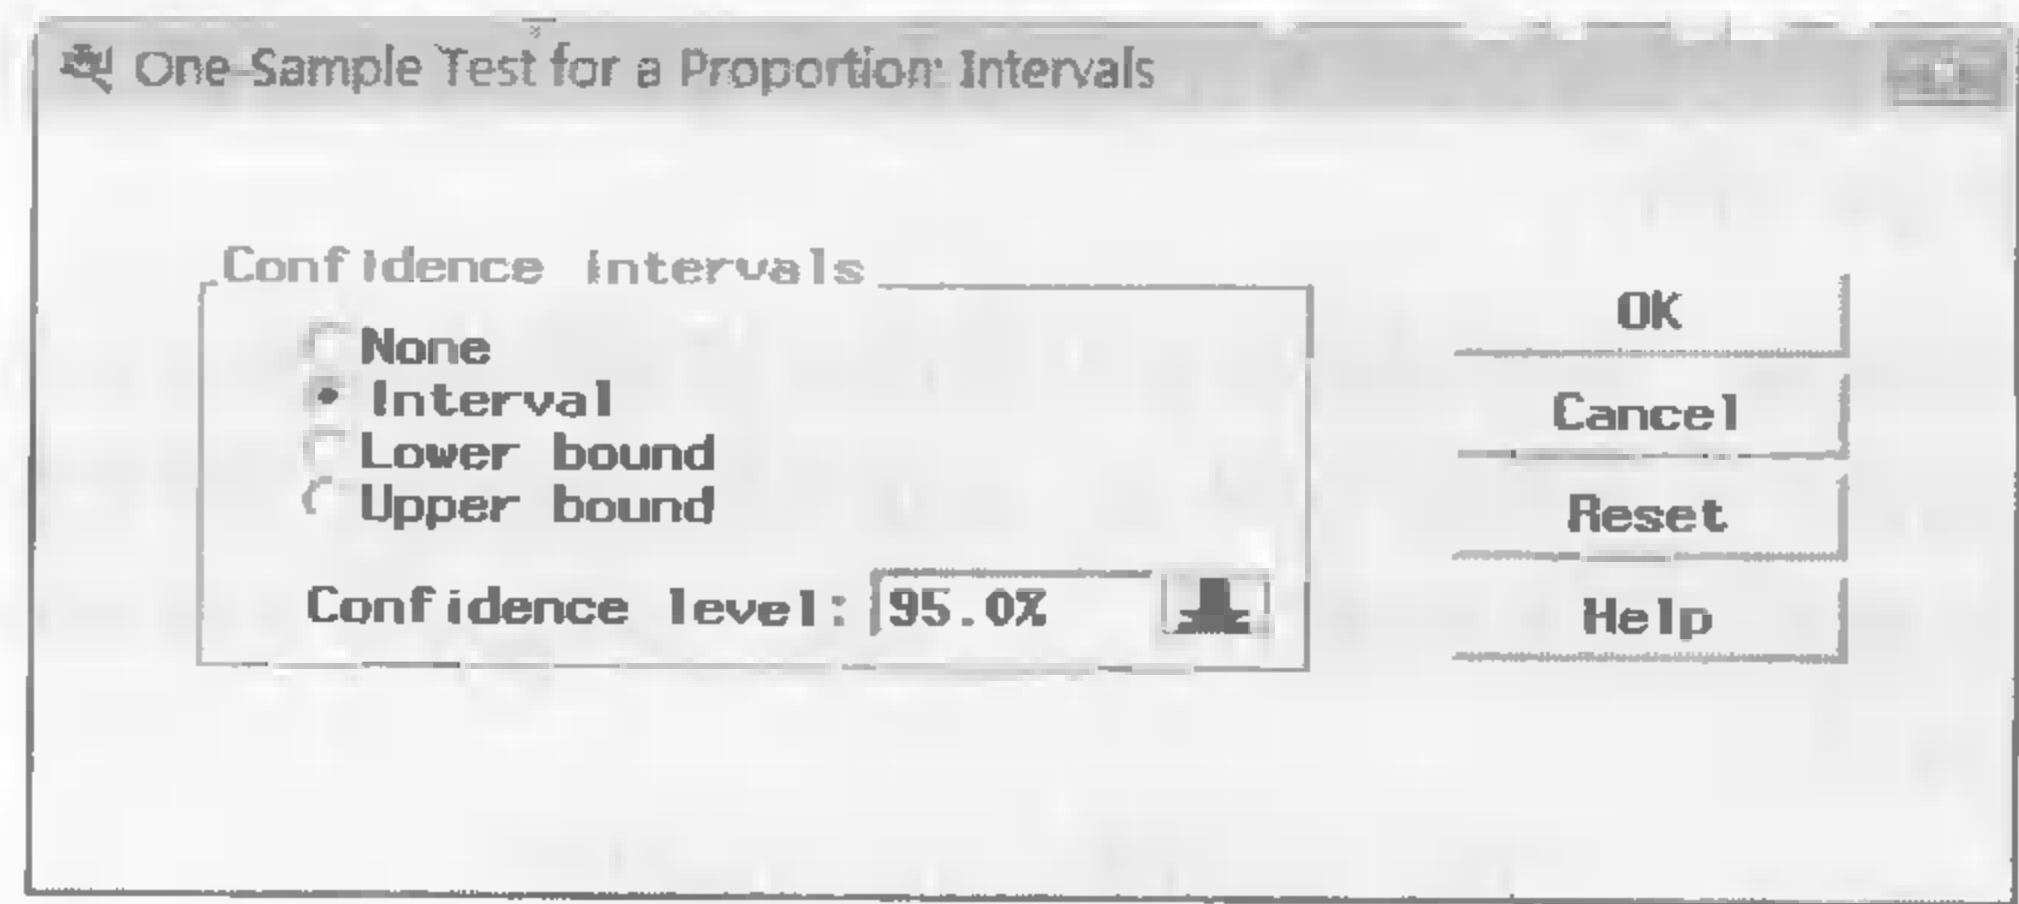 One-Sample Test for a Proportion: Intervals
Confidence intervals
None
Interval
Lower bound
Upper bound
Confidence level: 95.0%
OK
Cancel
Reset
Help